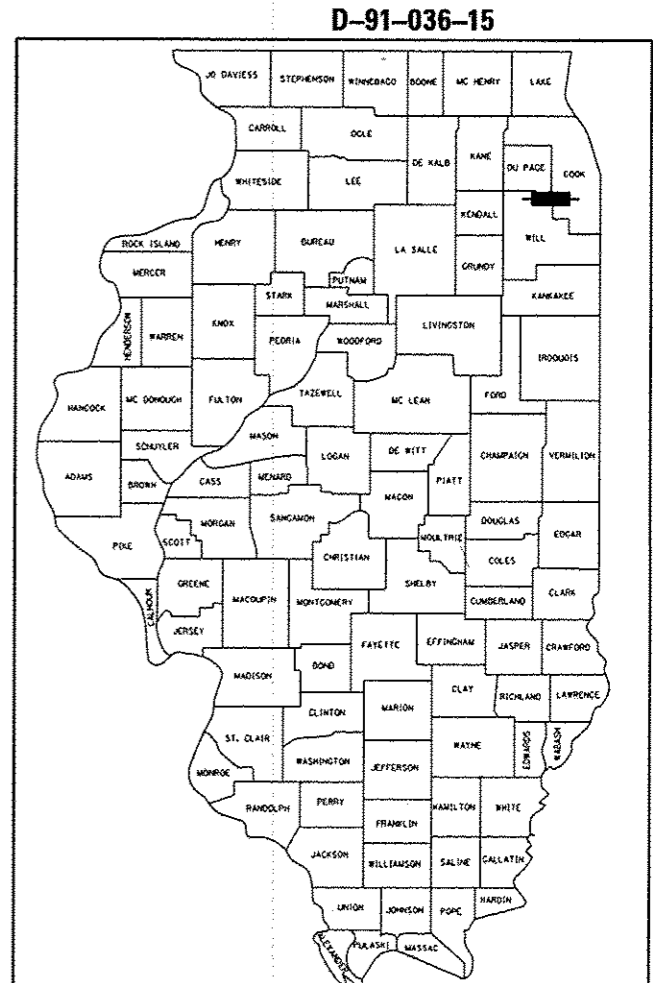 D-91-036-15
JO DAVIESS STEPHENSON WINNEBAGO BOONE MC HENRY LAKE
CARROLL OGLE DE KALB KANE DU PAGE COOK
WHITESIDE LEE
KENDALL WILL
ROCK ISLAND HENRY BUREAU LA SALLE GRUNDY
MERCER PUTNAM KANKAKEE
STARK MARSHALL
HENDERSON WARREN KNOX PEORIA WOODFORD LIVINGSTON IROQUOIS
HANCOCK MC DONOUGH FULTON TAZEWELL MC LEAN FORD
MASON
SCHUYLER LOGAN DE WITT CHAMPAIGN VERMILION
ADAMS BROWN CASS MENARD MACON PIATT
MORGAN SANGAMON DOUGLAS EDGAR
PIKE SCOTT CHRISTIAN MOULTRIE COLES
GREENE MACOUPIN MONTGOMERY SHELBY CUMBERLAND CLARK
CALHOUN JERSEY
FAYETTE EFFINGHAM JASPER CRAWFORD
MADISON BOND
CLAY RICHLAND LAWRENCE
CLINTON MARION
ST. CLAIR WAYNE EDWARDS WABASH
WASHINGTON JEFFERSON
MONROE
RANDOLPH PERRY HAMILTON WHITE
FRANKLIN
JACKSON WILLIAMSON SALINE GALLATIN
HARDIN
UNION JOHNSON POPE
ALEXANDER PULASKI MASSAC